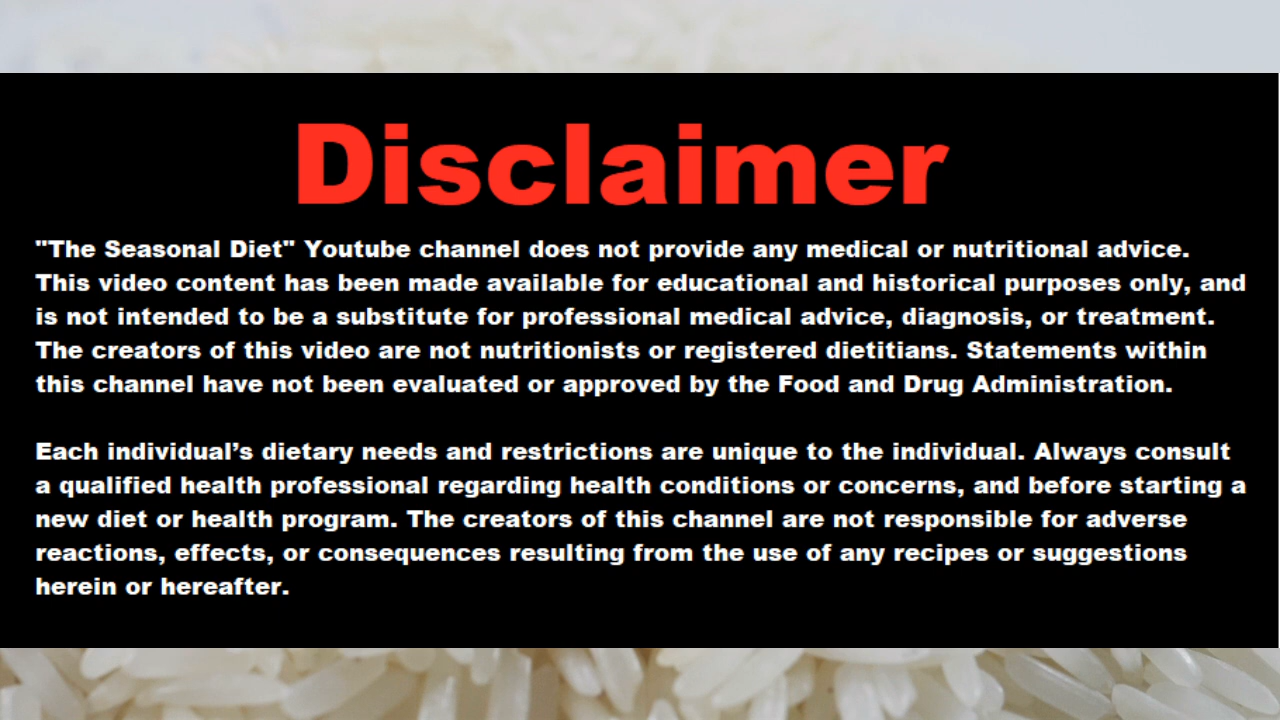 Disclaimer
"The Seasonal Diet" Youtube channel does not provide any medical or nutritional advice.
This video content has been made available for educational and historical purposes only, and
is not intended to be a substitute for professional medical advice, diagnosis, or treatment.
The creators of this video are not nutritionists or registered dietitians. Statements within
this channel have not been evaluated or approved by the Food and Drug Administration.
Each individual’s dietary needs and restrictions are unique to the individual. Always consult
a qualified health professional regarding health conditions or concerns, and before starting a
new diet or health program. The creators of this channel are not responsible for adverse
reactions, effects, or consequences resulting from the use of any recipes or suggestions
herein or hereafter.